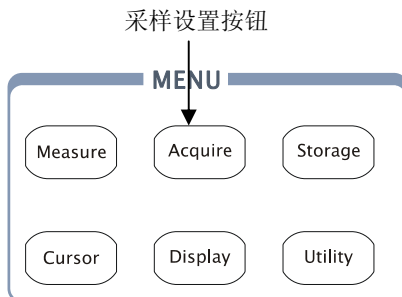 采样设置按钮
MENU
Measure Acquire Storage
Cursor Display Utility